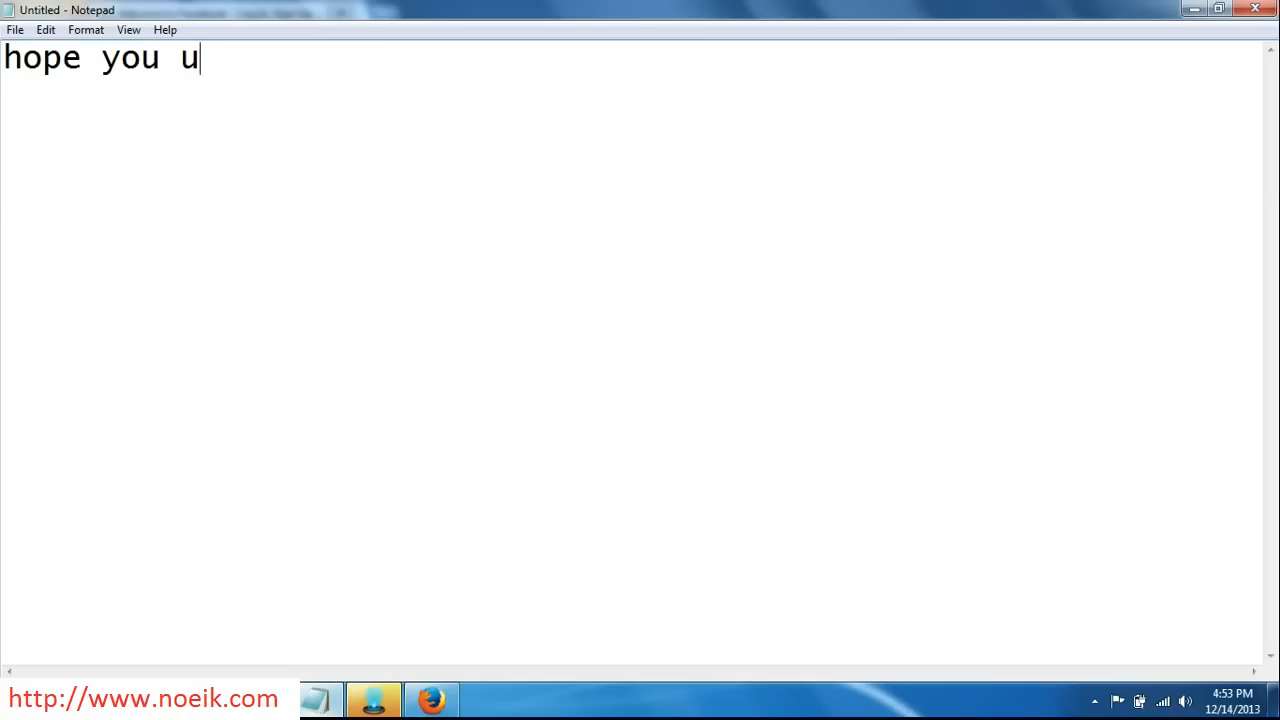 Untitled - Notepad
File Edit Format View Help
hope you u
http://www.noeik.com
4:53 PM
12/14/2013